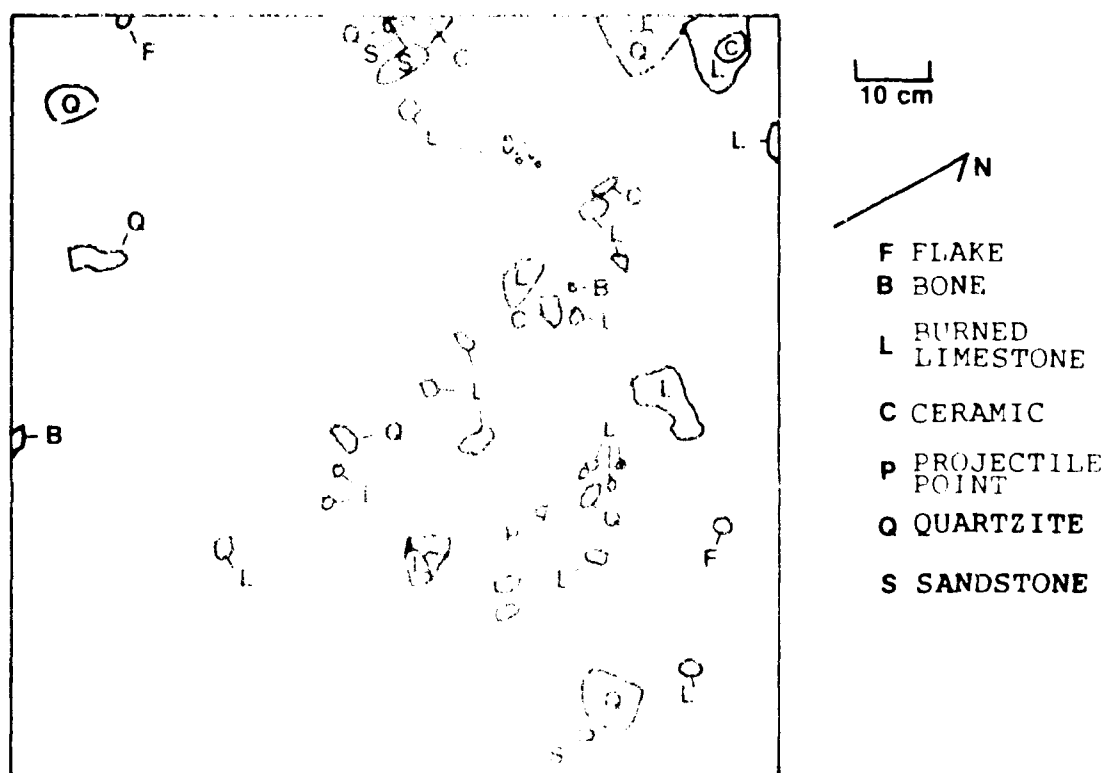 F
Q
S
S
C
L
Q
C
L
Q
L
L
10 cm
N
Q
C
L
L
B
C
L
L
L
B
Q
L
L
Q
L
F
L
Q
L
S
F FLAKE
B BONE
L BURNED
LIMESTONE
C CERAMIC
P PROJECTILE
POINT
Q QUARTZITE
S SANDSTONE